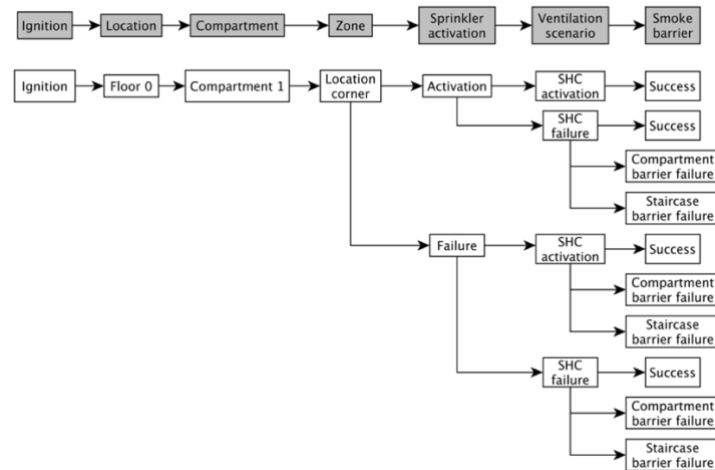 Ignition
Location
Compartment
Zone
Sprinkler
activation
Ventilation
scenario
Smoke
barrier
Ignition
Floor 0
Compartment 1
Location
corner
Activation
SHC
activation
Success
SHC
failure
Success
Compartment
barrier failure
Staircase
barrier failure
Failure
SHC
activation
Success
Compartment
barrier failure
Staircase
barrier failure
SHC
failure
Success
Compartment
barrier failure
Staircase
barrier failure